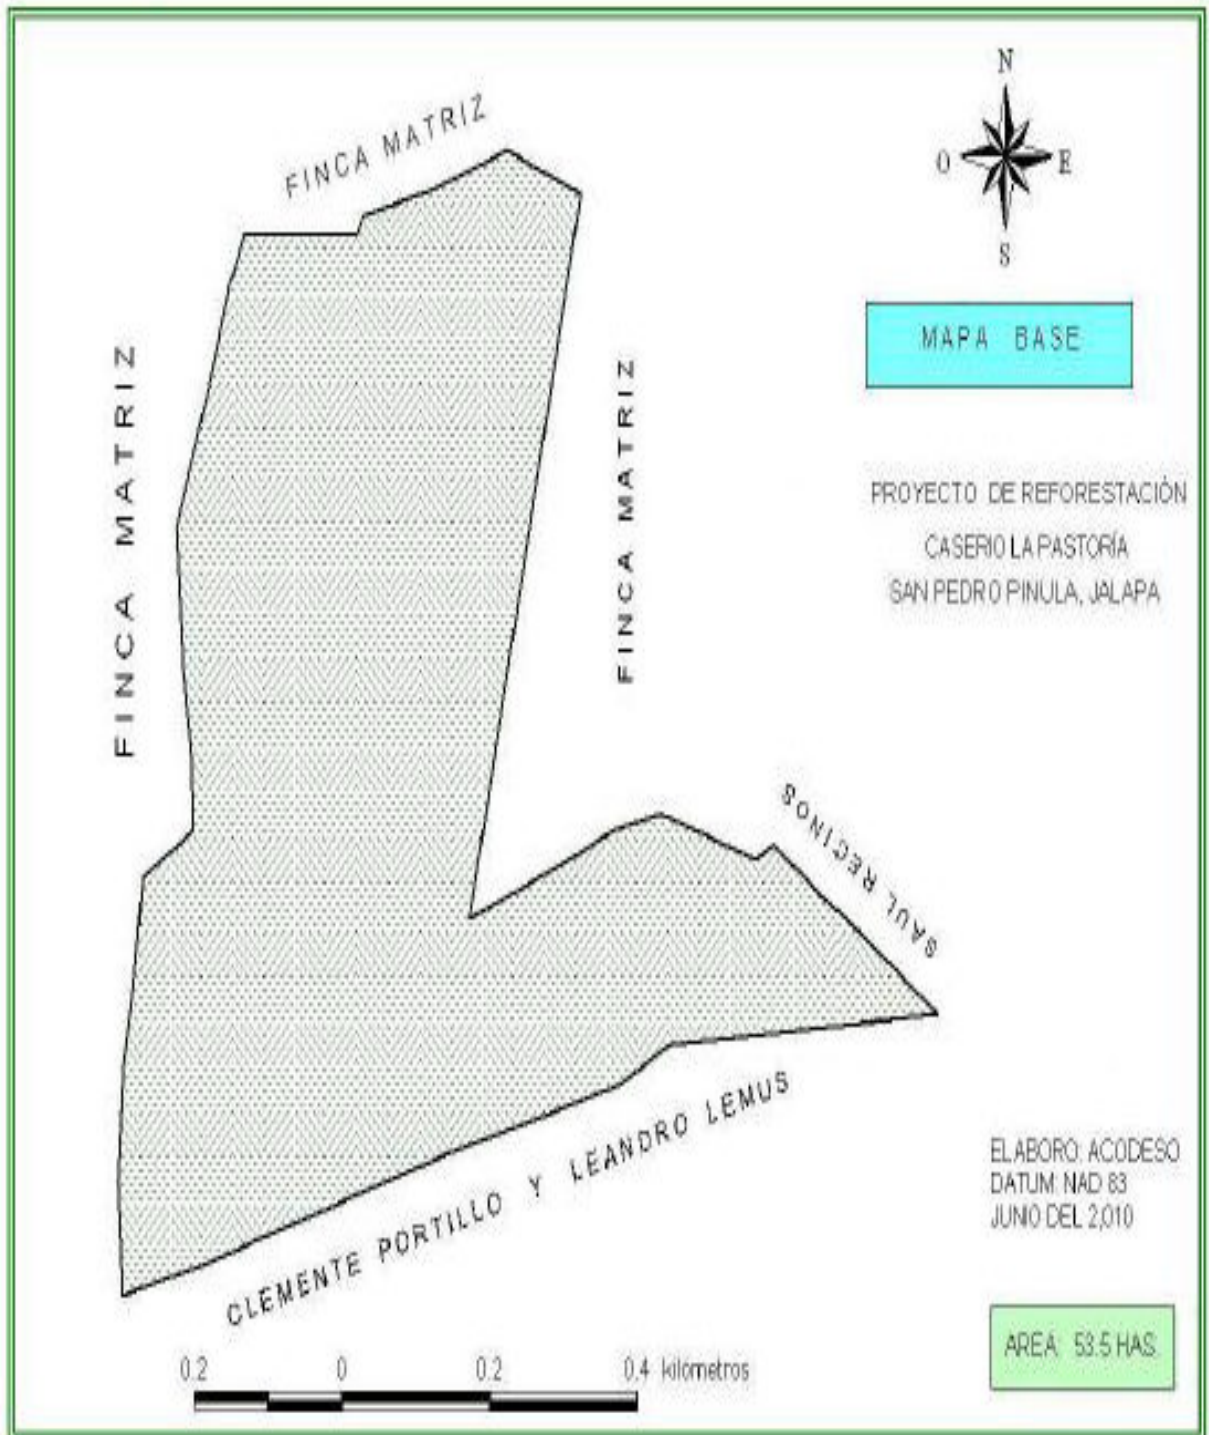 N
O E
S
FINCA MATRIZ
MAPA BASE
FINCA MATRIZ
FINCA MATRIZ
PROYECTO DE REFORESTACIÓN
CASERIO LA PASTORÍA
SAN PEDRO PINULA, JALAPA
SAUL RECINOS
CLEMENTE PORTILLO Y LEANDRO LEMUS
ELABORO: ACODESO
DATUM: NAD 83
JUNIO DEL 2,010
AREA: 53.5 HAS.
0.2 0 0.2 0.4 kilometros